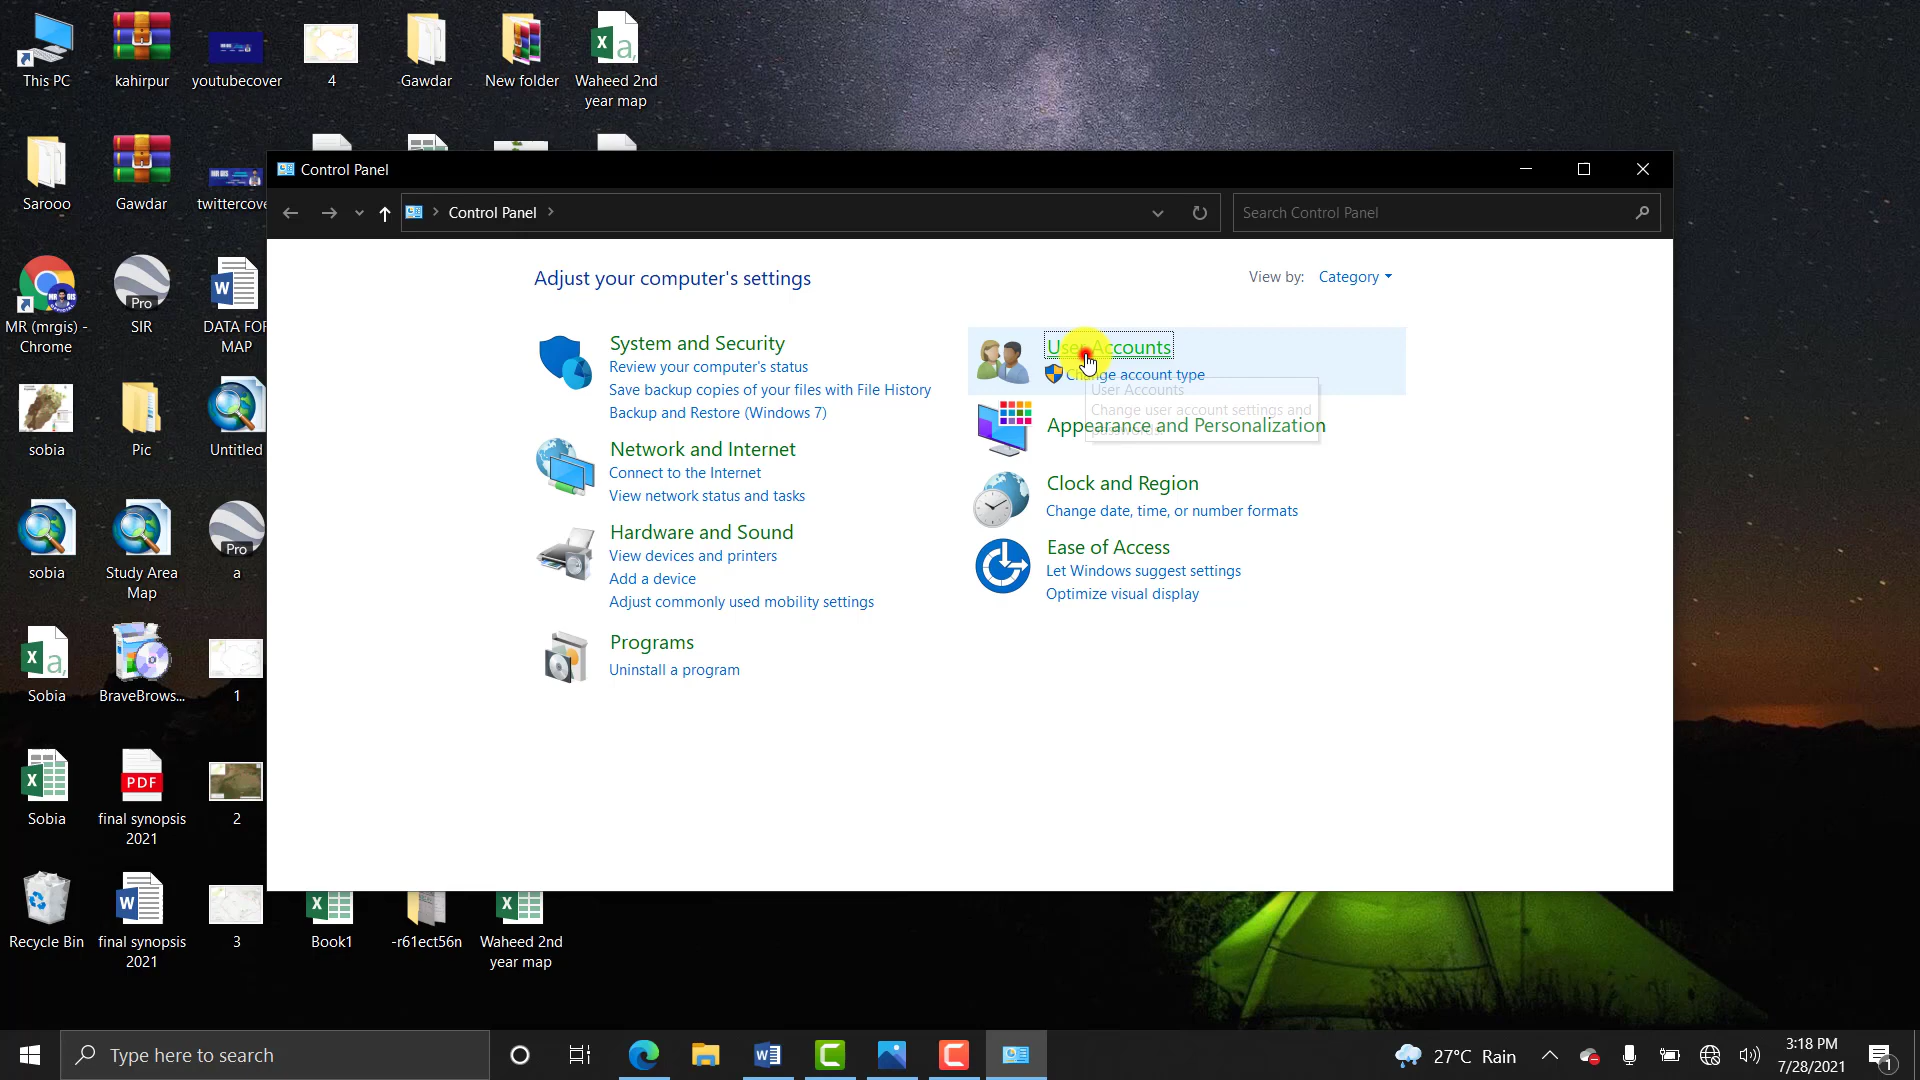 This PC
kahirpur
youtubecover
4
Gawdar
New folder
Waheed 2nd
year map
Sarooo
Gawdar
twittercove
Control Panel
Control Panel
Search Control Panel
Adjust your computer's settings
View by: Category
System and Security
Review your computer's status
Save backup copies of your files with File History
Backup and Restore (Windows 7)
Network and Internet
Connect to the Internet
View network status and tasks
Hardware and Sound
View devices and printers
Add a device
Adjust commonly used mobility settings
Programs
Uninstall a program
User Accounts
Change account type
User Accounts
Change user account settings and
Appearance and Personalization
Clock and Region
Change date, time, or number formats
Ease of Access
Let Windows suggest settings
Optimize visual display
MR (mrgis) -
Chrome
Pro
SIR
DATA FOR
MAP
sobia
Pic
Untitled
sobia
Study Area
Map
Pro
a
Sobia
BraveBrows...
1
Sobia
PDF
final synopsis
2021
2
Recycle Bin
final synopsis
2021
3
Book1
-r61ect56n
Waheed 2nd
year map
Type here to search
27°C Rain
3:18 PM
7/28/2021
1